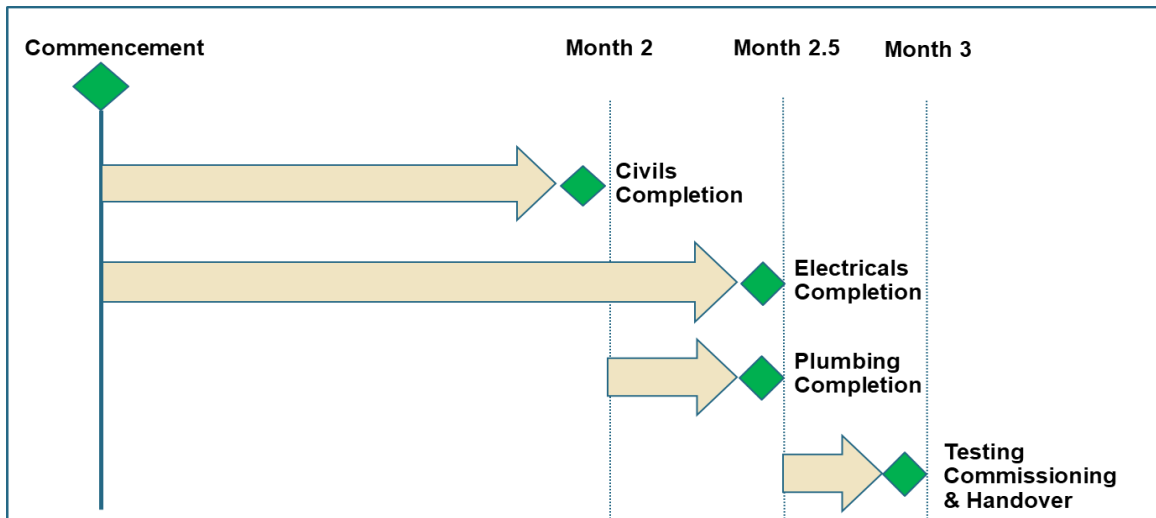 Commencement
Month 2
Month 2.5
Month 3
Civils
Completion
Electricals
Completion
Plumbing
Completion
Testing
Commissioning
& Handover